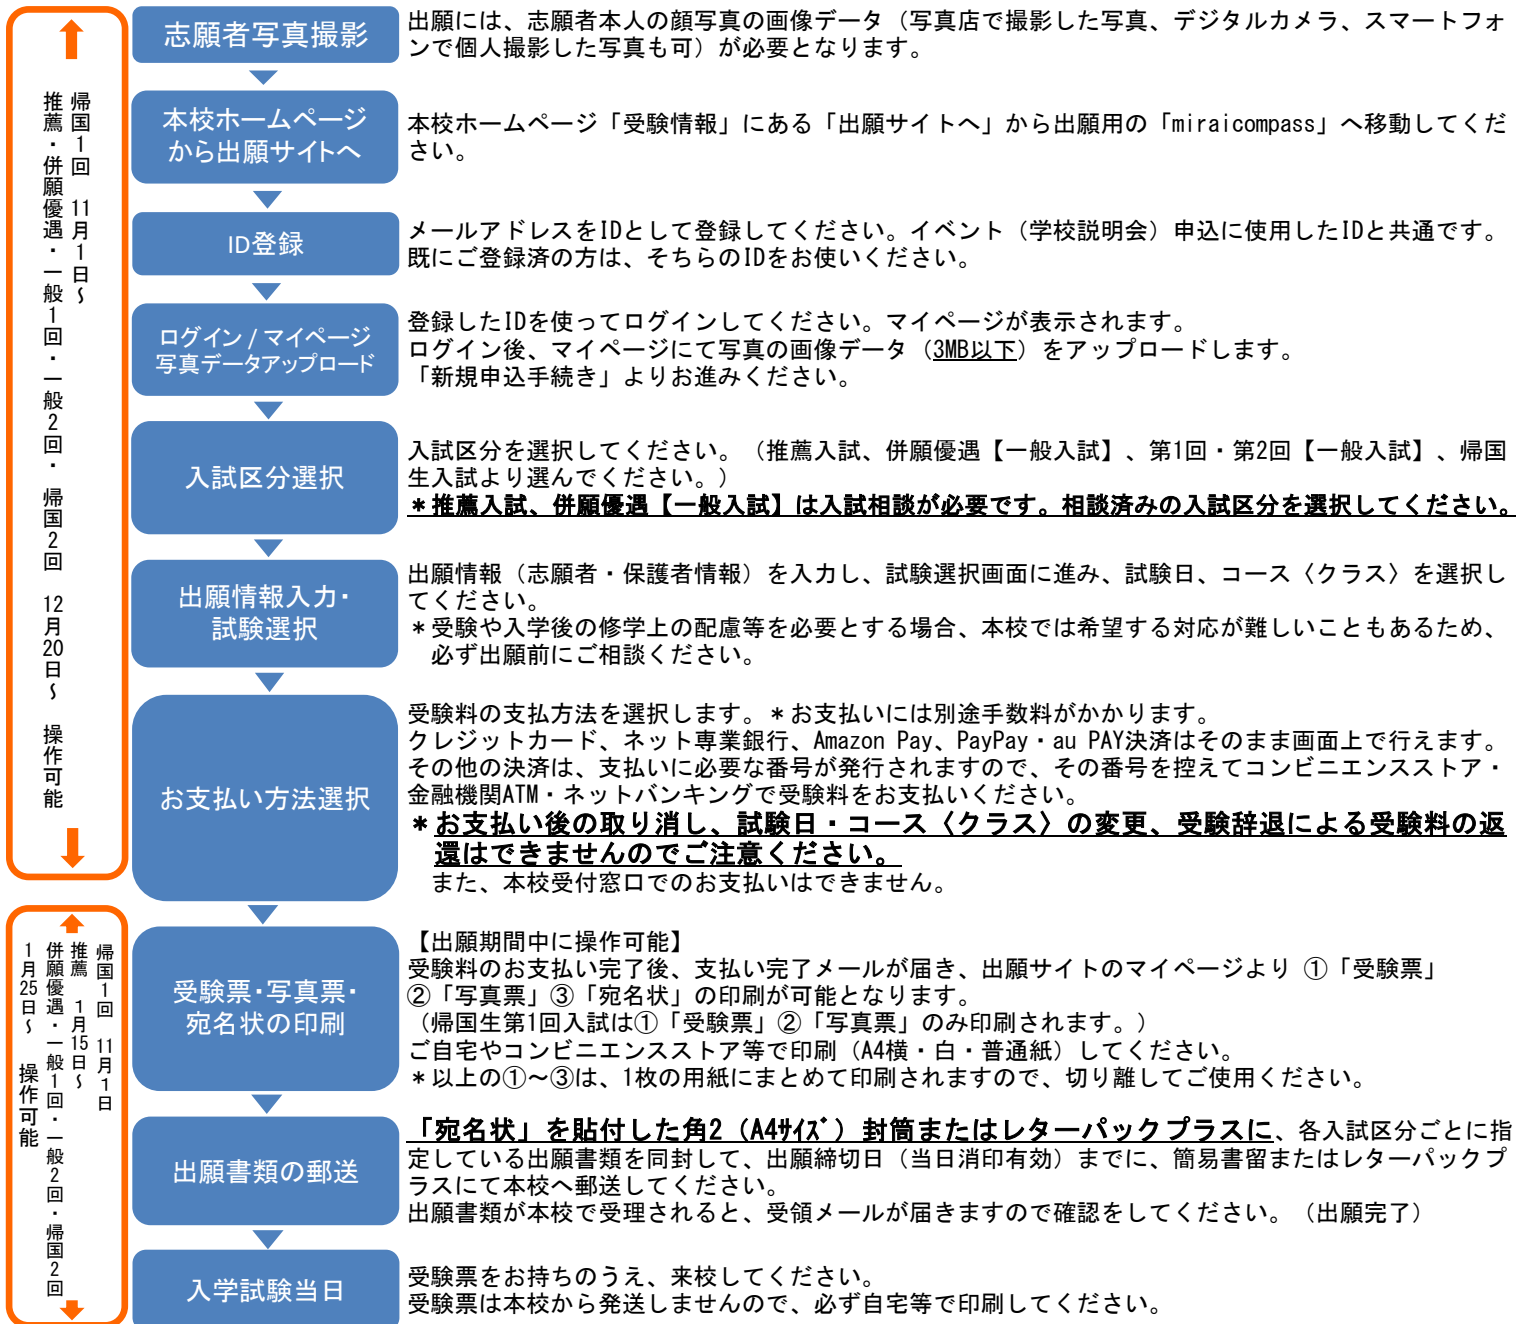 帰国1回　11月1日～
推薦・併願優遇・一般1回・一般2回・帰国2回　12月20日～　操作可能
志願者写真撮影
出願には、志願者本人の顔写真の画像データ（写真店で撮影した写真、デジタルカメラ、スマートフォ
ンで個人撮影した写真も可）が必要となります。
本校ホームページ
から出願サイトへ
本校ホームページ「受験情報」にある「出願サイトへ」から出願用の「miraicompass」へ移動してくだ
さい。
ID登録
メールアドレスをIDとして登録してください。イベント（学校説明会）申込に使用したIDと共通です。
既にご登録済の方は、そちらのIDをお使いください。
ログイン / マイページ
写真データアップロード
登録したIDを使ってログインしてください。マイページが表示されます。
ログイン後、マイページにて写真の画像データ（3MB以下）をアップロードします。
「新規申込手続き」よりお進みください。
入試区分選択
入試区分を選択してください。（推薦入試、併願優遇【一般入試】、第1回・第2回【一般入試】、帰国
生入試より選んでください。）
＊推薦入試、併願優遇【一般入試】は入試相談が必要です。相談済みの入試区分を選択してください。
出願情報入力・
試験選択
出願情報（志願者・保護者情報）を入力し、試験選択画面に進み、試験日、コース〈クラス〉を選択し
てください。
＊受験や入学後の修学上の配慮等を必要とする場合、本校では希望する対応が難しいこともあるため、
必ず出願前にご相談ください。
お支払い方法選択
受験料の支払方法を選択します。＊お支払いには別途手数料がかかります。
クレジットカード、ネット専業銀行、Amazon Pay、PayPay・au PAY決済はそのまま画面上で行えます。
その他の決済は、支払いに必要な番号が発行されますので、その番号を控えてコンビニエンスストア・
金融機関ATM・ネットバンキングで受験料をお支払いください。
＊お支払い後の取り消し、試験日・コース〈クラス〉の変更、受験辞退による受験料の返
還はできませんのでご注意ください。
また、本校受付窓口でのお支払いはできません。
帰国1回　11月1日
推薦　1月15日～
併願優遇・一般1回・一般2回・帰国2回
1月25日～　操作可能
受験票・写真票・
宛名状の印刷
【出願期間中に操作可能】
受験料のお支払い完了後、支払い完了メールが届き、出願サイトのマイページより ①「受験票」
②「写真票」③「宛名状」の印刷が可能となります。
（帰国生第1回入試は①「受験票」②「写真票」のみ印刷されます。）
ご自宅やコンビニエンスストア等で印刷（A4横・白・普通紙）してください。
＊以上の①～③は、1枚の用紙にまとめて印刷されますので、切り離してご使用ください。
出願書類の郵送
「宛名状」を貼付した角2（A4ｻｲｽﾞ）封筒またはレターパックプラスに、各入試区分ごとに指
定している出願書類を同封して、出願締切日（当日消印有効）までに、簡易書留またはレターパックプ
ラスにて本校へ郵送してください。
出願書類が本校で受理されると、受領メールが届きますので確認をしてください。（出願完了）
入学試験当日
受験票をお持ちのうえ、来校してください。
受験票は本校から発送しませんので、必ず自宅等で印刷してください。